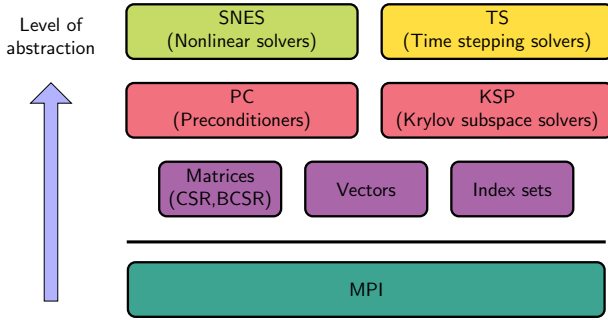 Level of
abstraction
SNES
(Nonlinear solvers)
TS
(Time stepping solvers)
PC
(Preconditioners)
KSP
(Krylov subspace solvers)
Matrices
(CSR,BCSR)
Vectors
Index sets
MPI